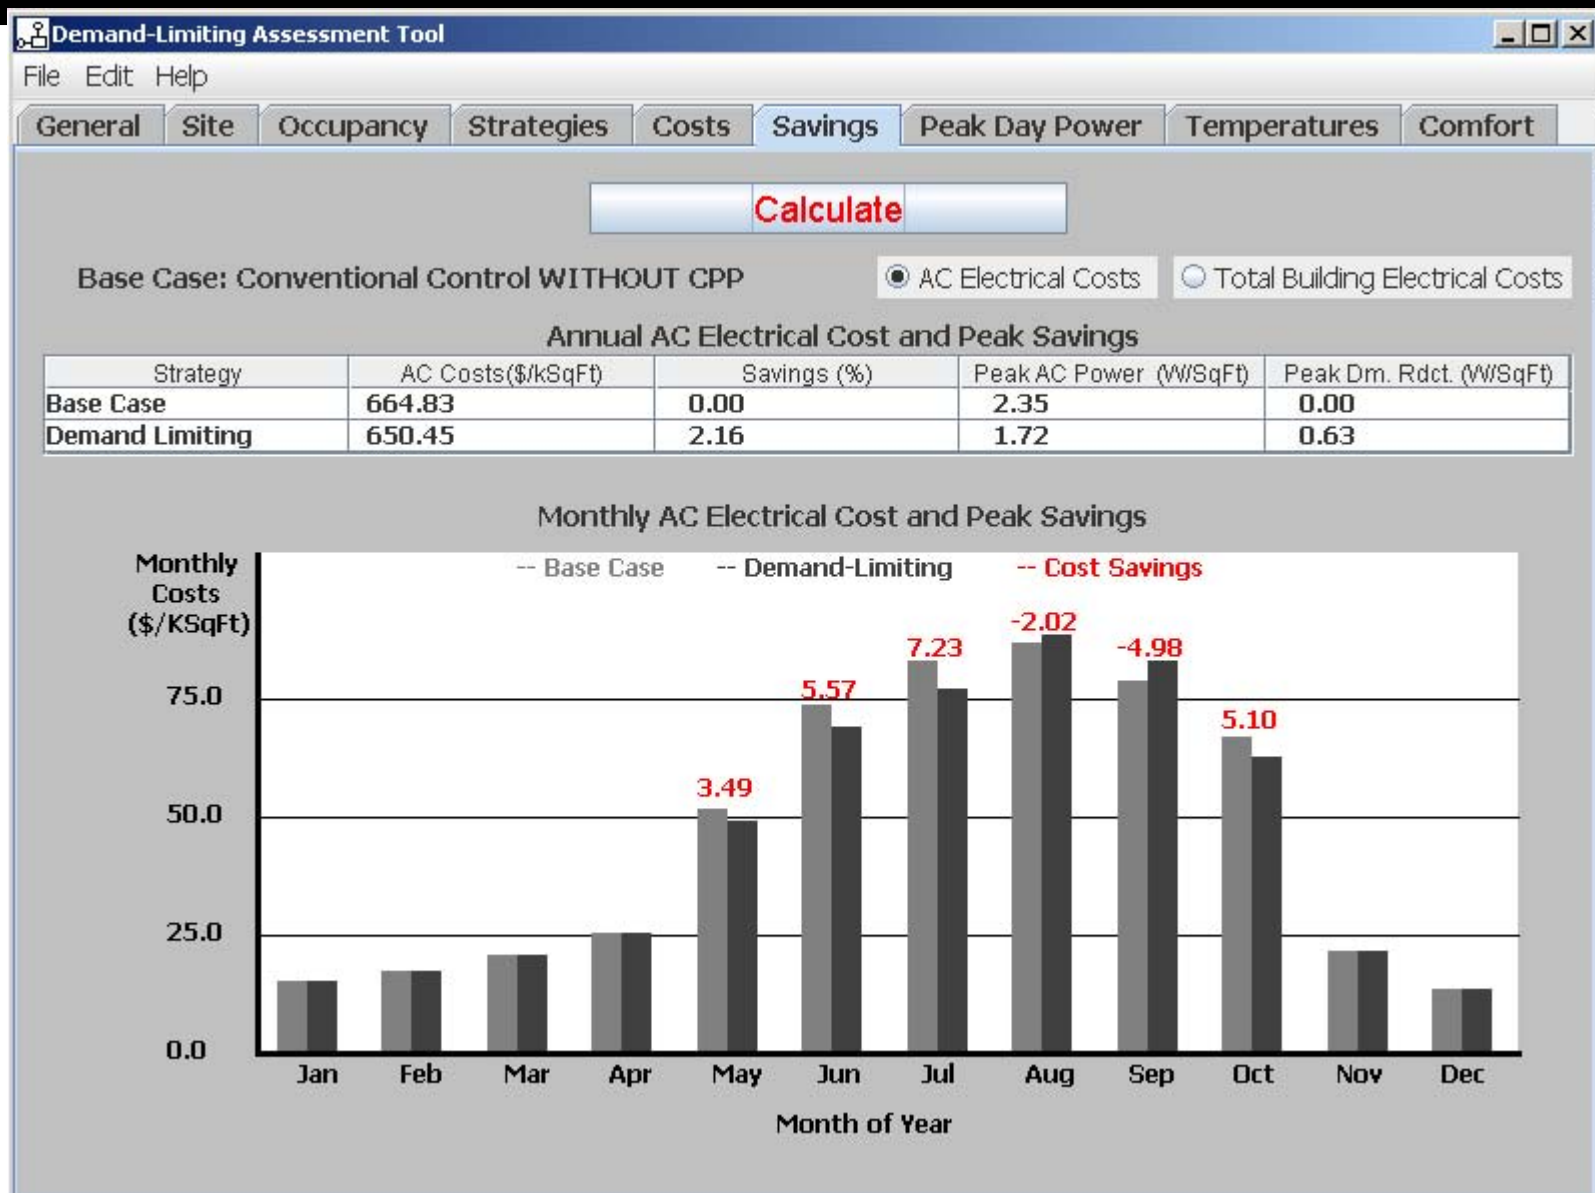 Demand-Limiting Assessment Tool
File Edit Help
General Site Occupancy Strategies Costs Savings Peak Day Power Temperatures Comfort
Calculate
Base Case: Conventional Control WITHOUT CPP AC Electrical Costs Total Building Electrical Costs
Annual AC Electrical Cost and Peak Savings
Strategy AC Costs($/kSqFt) Savings (%) Peak AC Power (W/SqFt) Peak Dm. Rdct. (W/SqFt)
Base Case 664.83 0.00 2.35 0.00
Demand Limiting 650.45 2.16 1.72 0.63
Monthly AC Electrical Cost and Peak Savings
Monthly
Costs
($/KSqFt)
-- Base Case -- Demand-Limiting -- Cost Savings
-2.02
7.23 -4.98
75.0
5.57
5.10
3.49
50.0
25.0
0.0
Jan Feb Mar Apr May Jun Jul Aug Sep Oct Nov Dec
Month of Year